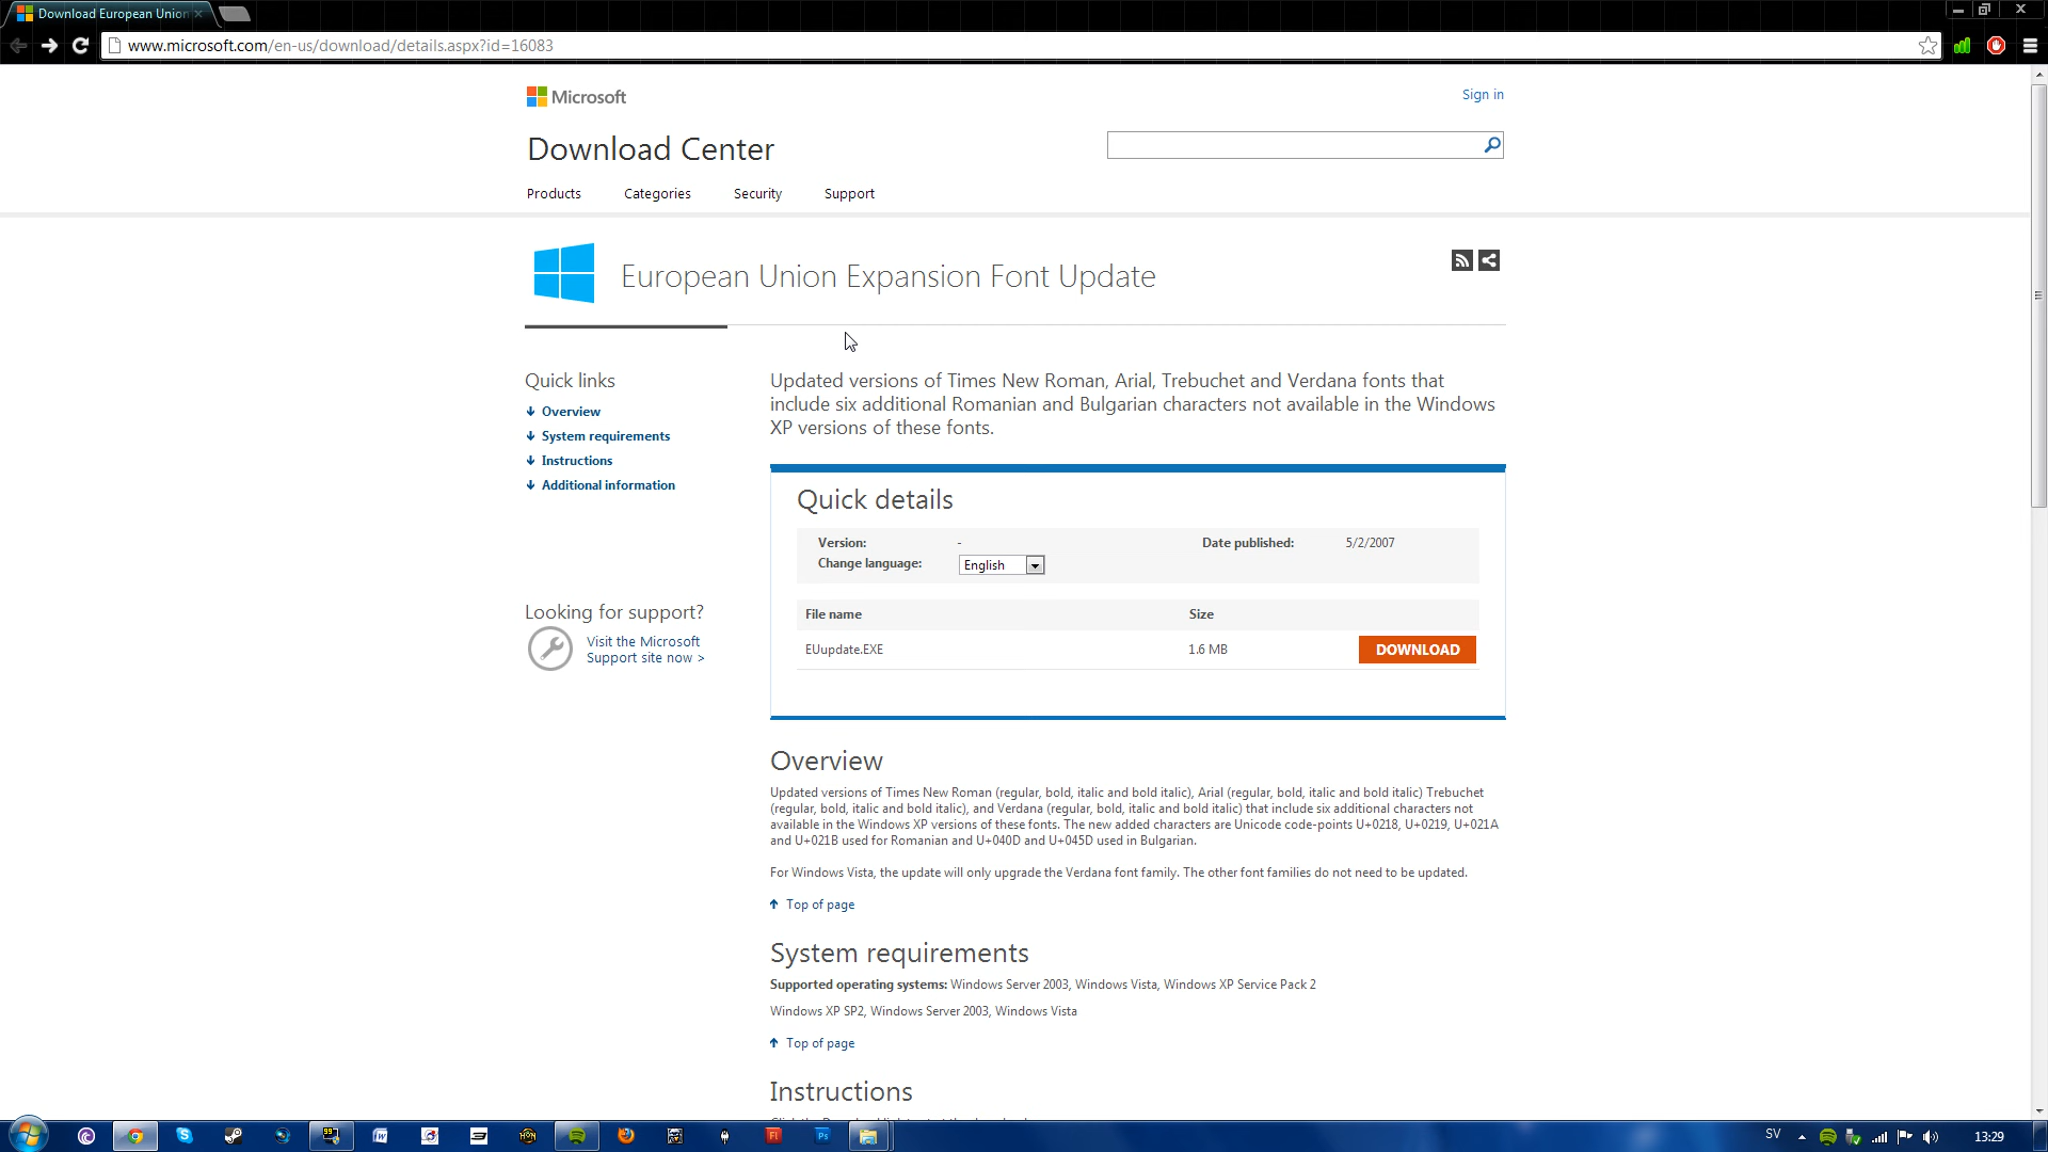 Download European Union
www.microsoft.com/en-us/download/details.aspx?id=16083
Microsoft
Sign in
Download Center
Products Categories Security Support
European Union Expansion Font Update
Quick links
Overview
System requirements
Instructions
Additional information
Looking for support?
Visit the Microsoft
Support site now >
Updated versions of Times New Roman, Arial, Trebuchet and Verdana fonts that
include six additional Romanian and Bulgarian characters not available in the Windows
XP versions of these fonts.
Quick details
Version: - Date published: 5/2/2007
Change language: English
File name Size
EUupdate.EXE 1.6 MB DOWNLOAD
Overview
Updated versions of Times New Roman (regular, bold, italic and bold italic), Arial (regular, bold, italic and bold italic) Trebuchet
(regular, bold, italic and bold italic), and Verdana (regular, bold, italic and bold italic) that include six additional characters not
available in the Windows XP versions of these fonts. The new added characters are Unicode code-points U+0218, U+0219, U+021A
and U+021B used for Romanian and U+040D and U+045D used in Bulgarian.
For Windows Vista, the update will only upgrade the Verdana font family. The other font families do not need to be updated.
Top of page
System requirements
Supported operating systems: Windows Server 2003, Windows Vista, Windows XP Service Pack 2
Windows XP SP2, Windows Server 2003, Windows Vista
Top of page
Instructions
SV 13:29